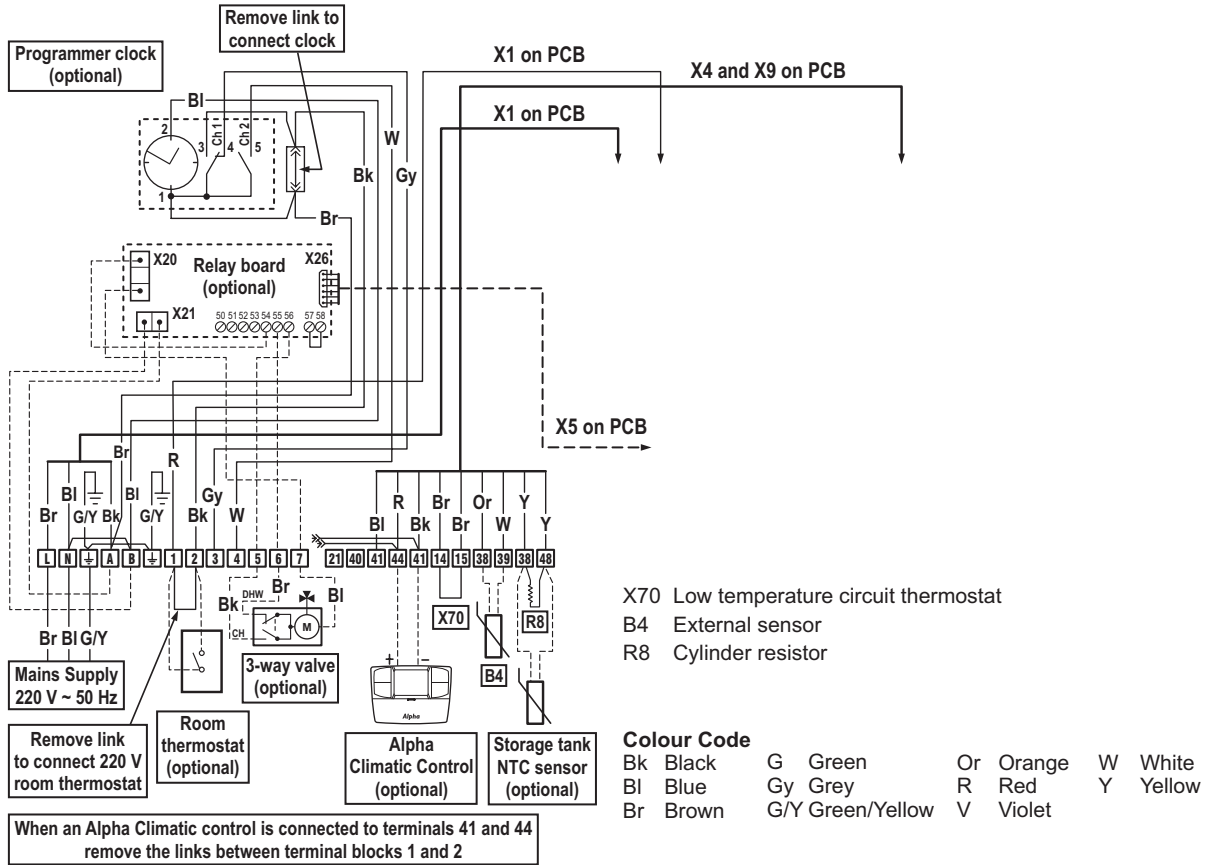 Remove link to
connect clock
Programmer clock
(optional)
X1 on PCB
X4 and X9 on PCB
X1 on PCB
Bl
2
3
Ch 1
4
Ch 2
5
1
W
Bk
Gy
Br
X20
Relay board
(optional)
X26
X21
50 51 52 53 54 55 56 57 58
X5 on PCB
Br
R
Bl
Bl
Gy
Br
G/Y
Bk
G/Y
Bk
W
R
Br
Or
Y
Bl
Bk
Br
W
Y
L N A B 1 2 3 4 5 6 7
21 40 41 44 41 14 15 38 39 38 48
Br Bl G/Y
Mains Supply
220 V ~ 50 Hz
Bk
DHW
Br
Bl
CH
M
3-way valve
(optional)
X70
R8
B4
+ −
Alpha
Remove link
to connect 220 V
room thermostat
Room
thermostat
(optional)
Alpha
Climatic Control
(optional)
Storage tank
NTC sensor
(optional)
When an Alpha Climatic control is connected to terminals 41 and 44
remove the links between terminal blocks 1 and 2
X70 Low temperature circuit thermostat
B4 External sensor
R8 Cylinder resistor
Colour Code
Bk Black G Green Or Orange W White
Bl Blue Gy Grey R Red Y Yellow
Br Brown G/Y Green/Yellow V Violet